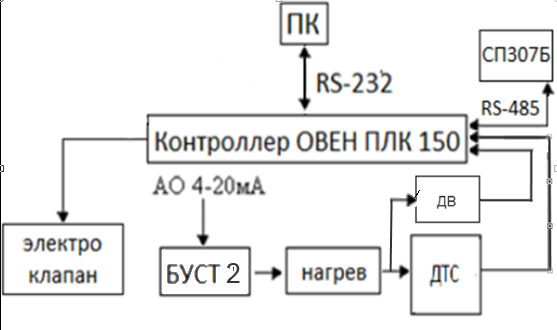 ПК
СП307Б
RS-232
RS-485
Контроллер ОВЕН ПЛК 150
АО 4-20мА
ДВ
электро
клапан
БУСТ 2
нагрев
ДТС